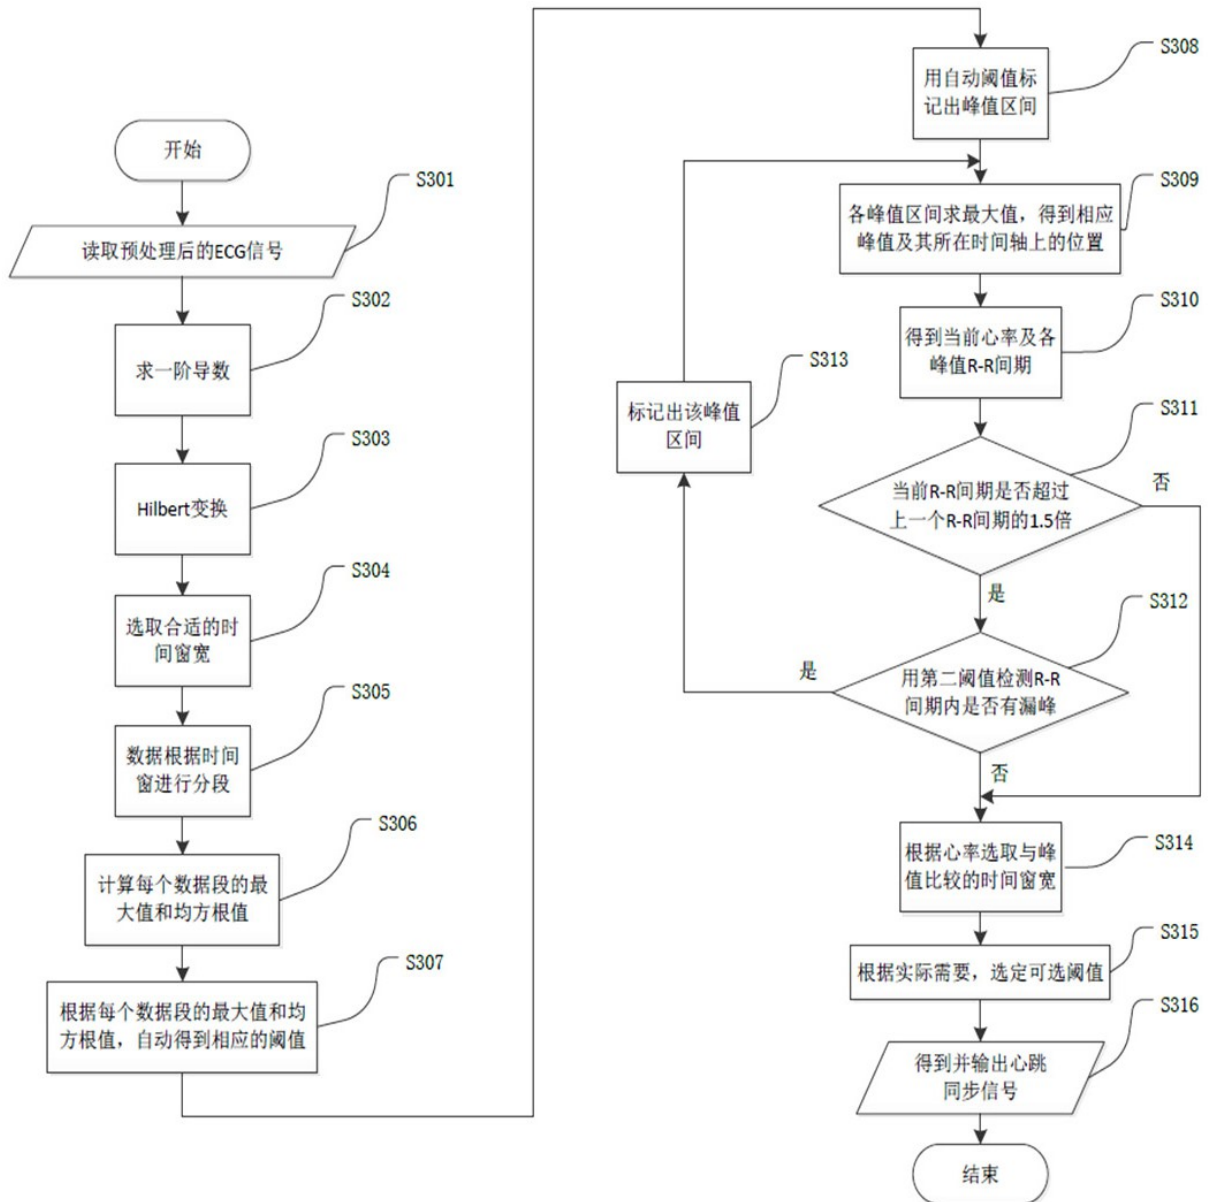 开始
S301
读取预处理后的ECG信号
S302
求一阶导数
S303
Hilbert变换
S304
选取合适的时
间窗宽
S305
数据根据时间
窗进行分段
S306
计算每个数据段的最
大值和均方根值
S307
根据每个数据段的最大值和均
方根值，自动得到相应的阈值
S308
用自动阈值标
记出峰值区间
S309
各峰值区间求最大值，得到相应
峰值及其所在时间轴上的位置
S310
得到当前心率及各
峰值R-R间期
S311
当前R-R间期是否超过
上一个R-R间期的1.5倍
否
是
S312
用第二阈值检测R-R
间期内是否有漏峰
是
否
S313
标记出该峰值
区间
S314
根据心率选取与峰
值比较的时间窗宽
S315
根据实际需要，选定可选阈值
S316
得到并输出心跳
同步信号
结束